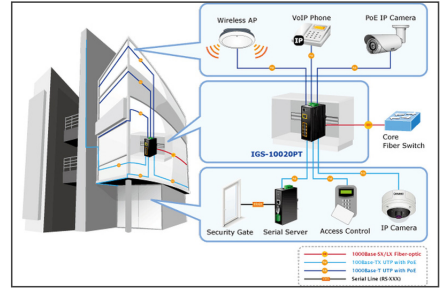 Wireless AP
VoIP Phone
PoE IP Camera
IP
IGS-10020PT
Core
Fiber Switch
Security Gate
Serial Server
Access Control
IP Camera
1000Base-SX/LX Fiber-optic
100Base-TX UTP with PoE
1000Base-T UTP with PoE
Serial Line (RS-XXX)